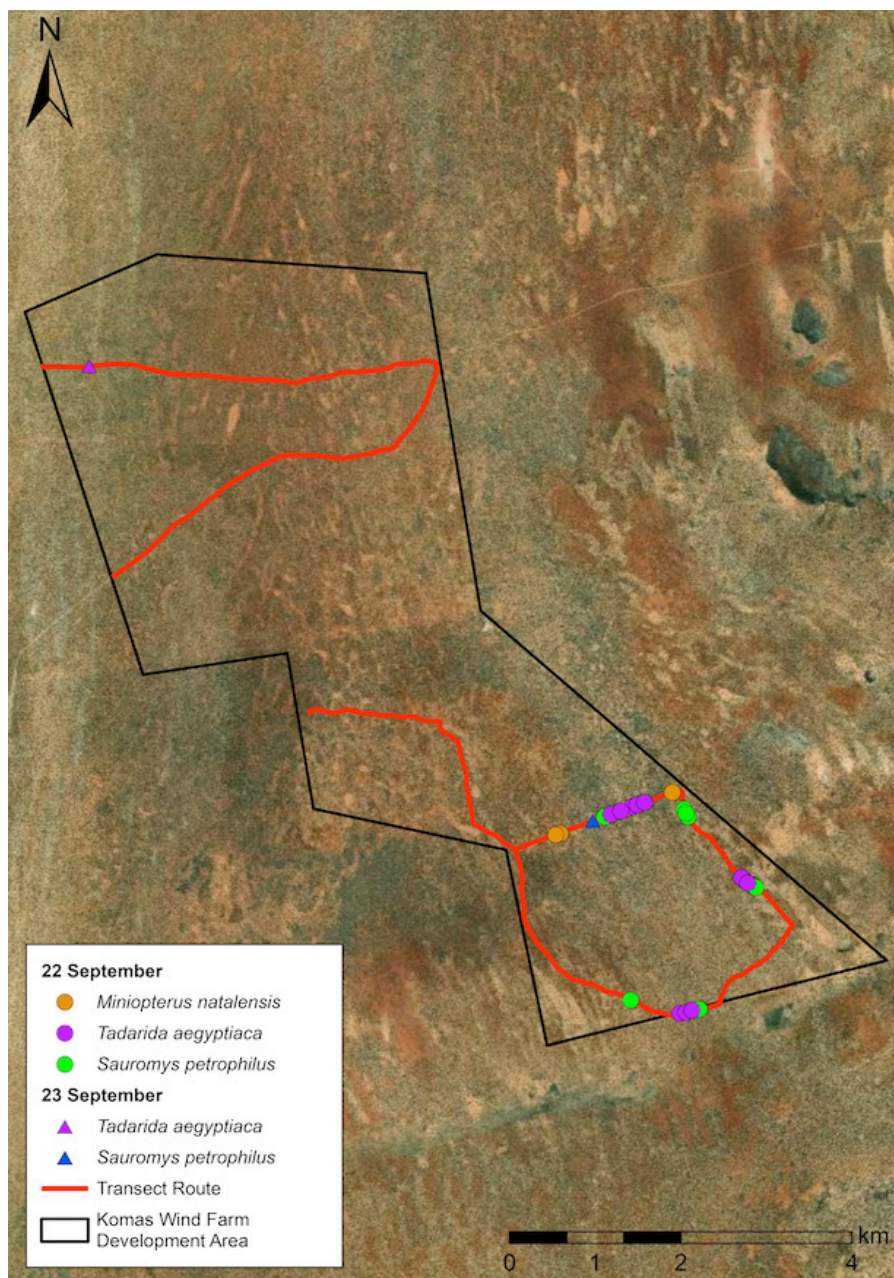 N
22 September
Miniopterus natalensis
Tadarida aegyptiaca
Sauromys petrophilus
23 September
Tadarida aegyptiaca
Sauromys petrophilus
Transect Route
Komas Wind Farm
Development Area
km
0 1 2 4